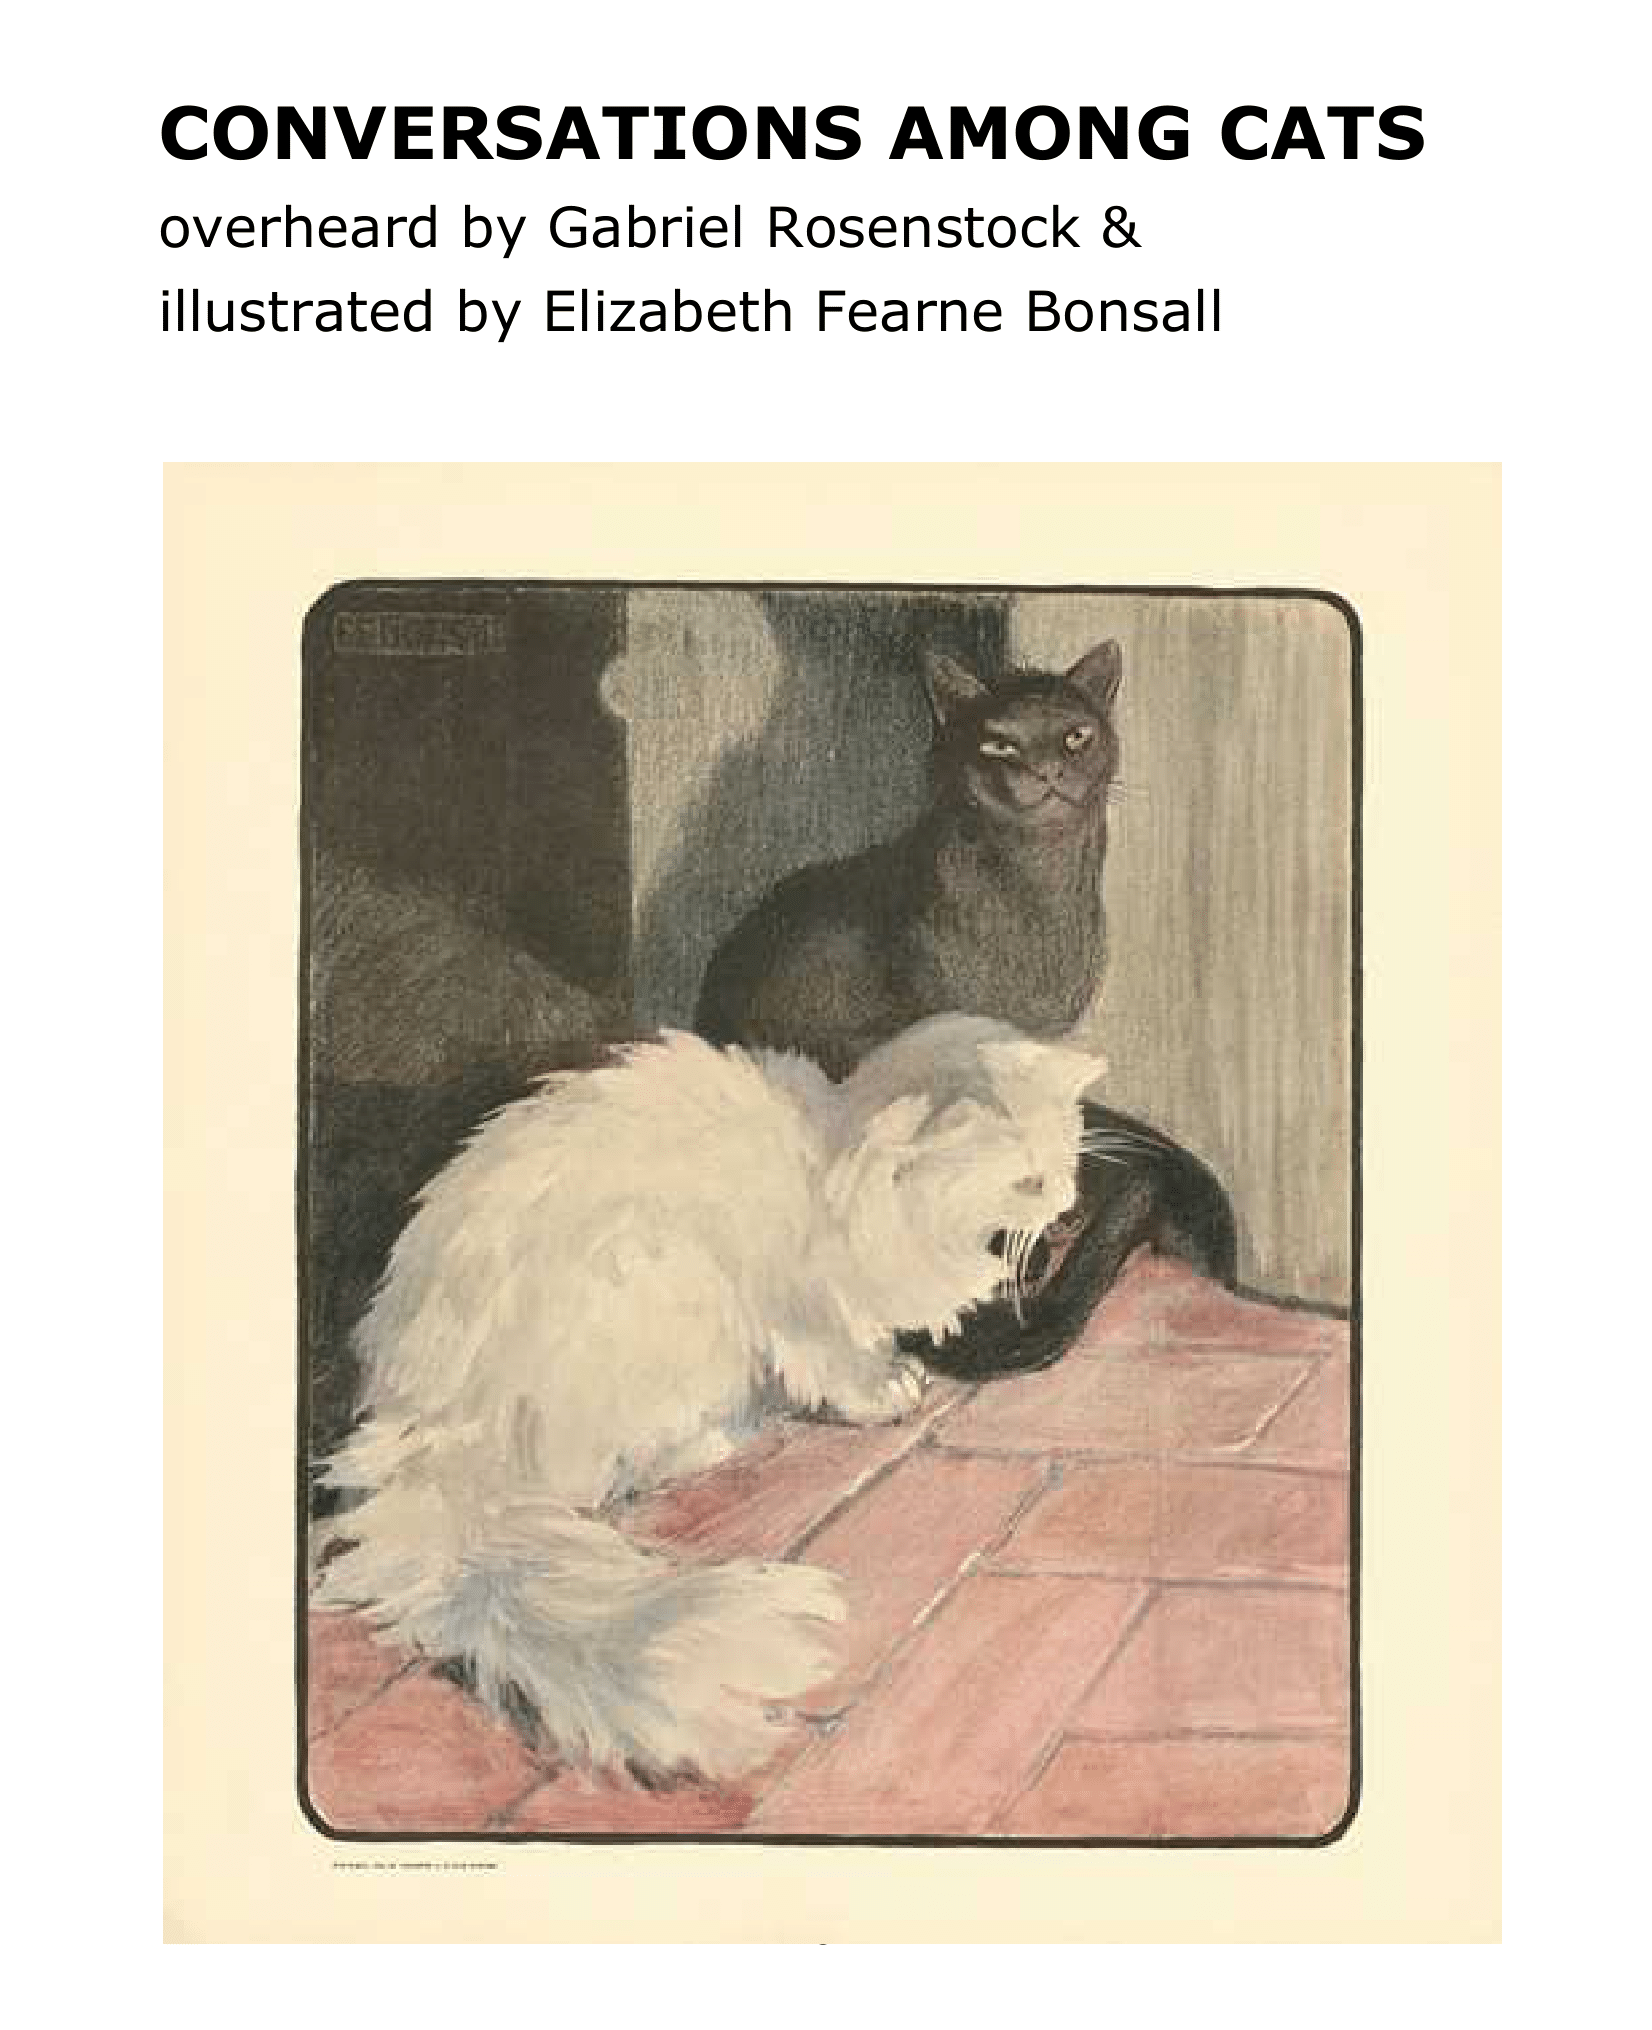 CONVERSATIONS AMONG CATS
overheard by Gabriel Rosenstock &
illustrated by Elizabeth Fearne Bonsall